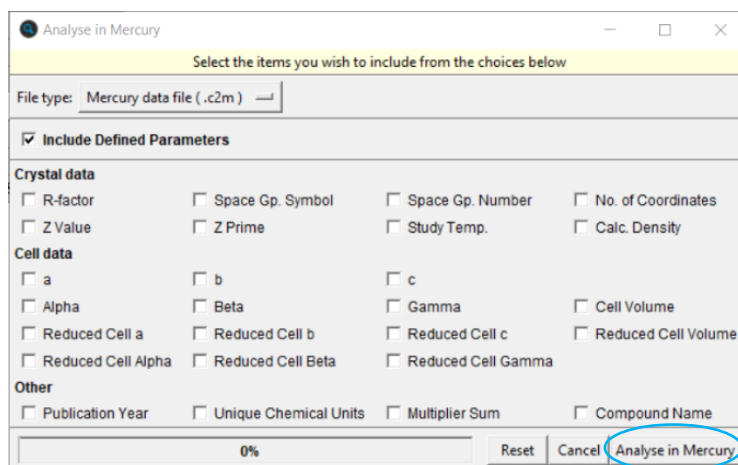 Analyse in Mercury
Select the items you wish to include from the choices below
File type: Mercury data file ( .c2m )
Include Defined Parameters
Crystal data
R-factor Space Gp. Symbol Space Gp. Number No. of Coordinates
Z Value Z Prime Study Temp. Calc. Density
Cell data
a b c
Alpha Beta Gamma Cell Volume
Reduced Cell a Reduced Cell b Reduced Cell c Reduced Cell Volume
Reduced Cell Alpha Reduced Cell Beta Reduced Cell Gamma
Other
Publication Year Unique Chemical Units Multiplier Sum Compound Name
0% Reset Cancel Analyse in Mercury